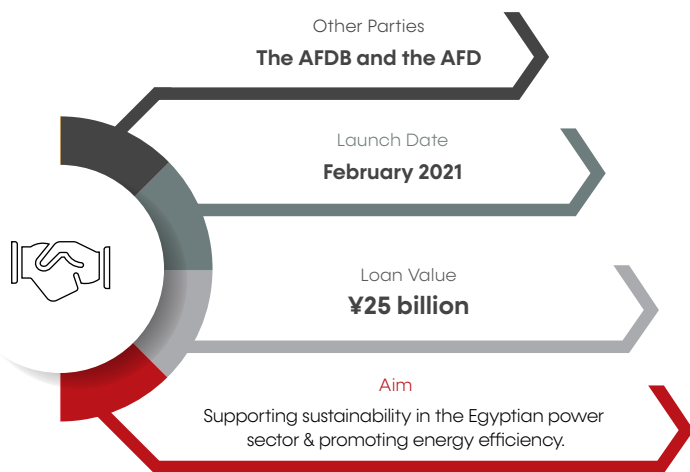 Other Parties
The AFDB and the AFD
Launch Date
February 2021
Loan Value
¥25 billion
Aim
Supporting sustainability in the Egyptian power
sector & promoting energy efficiency.